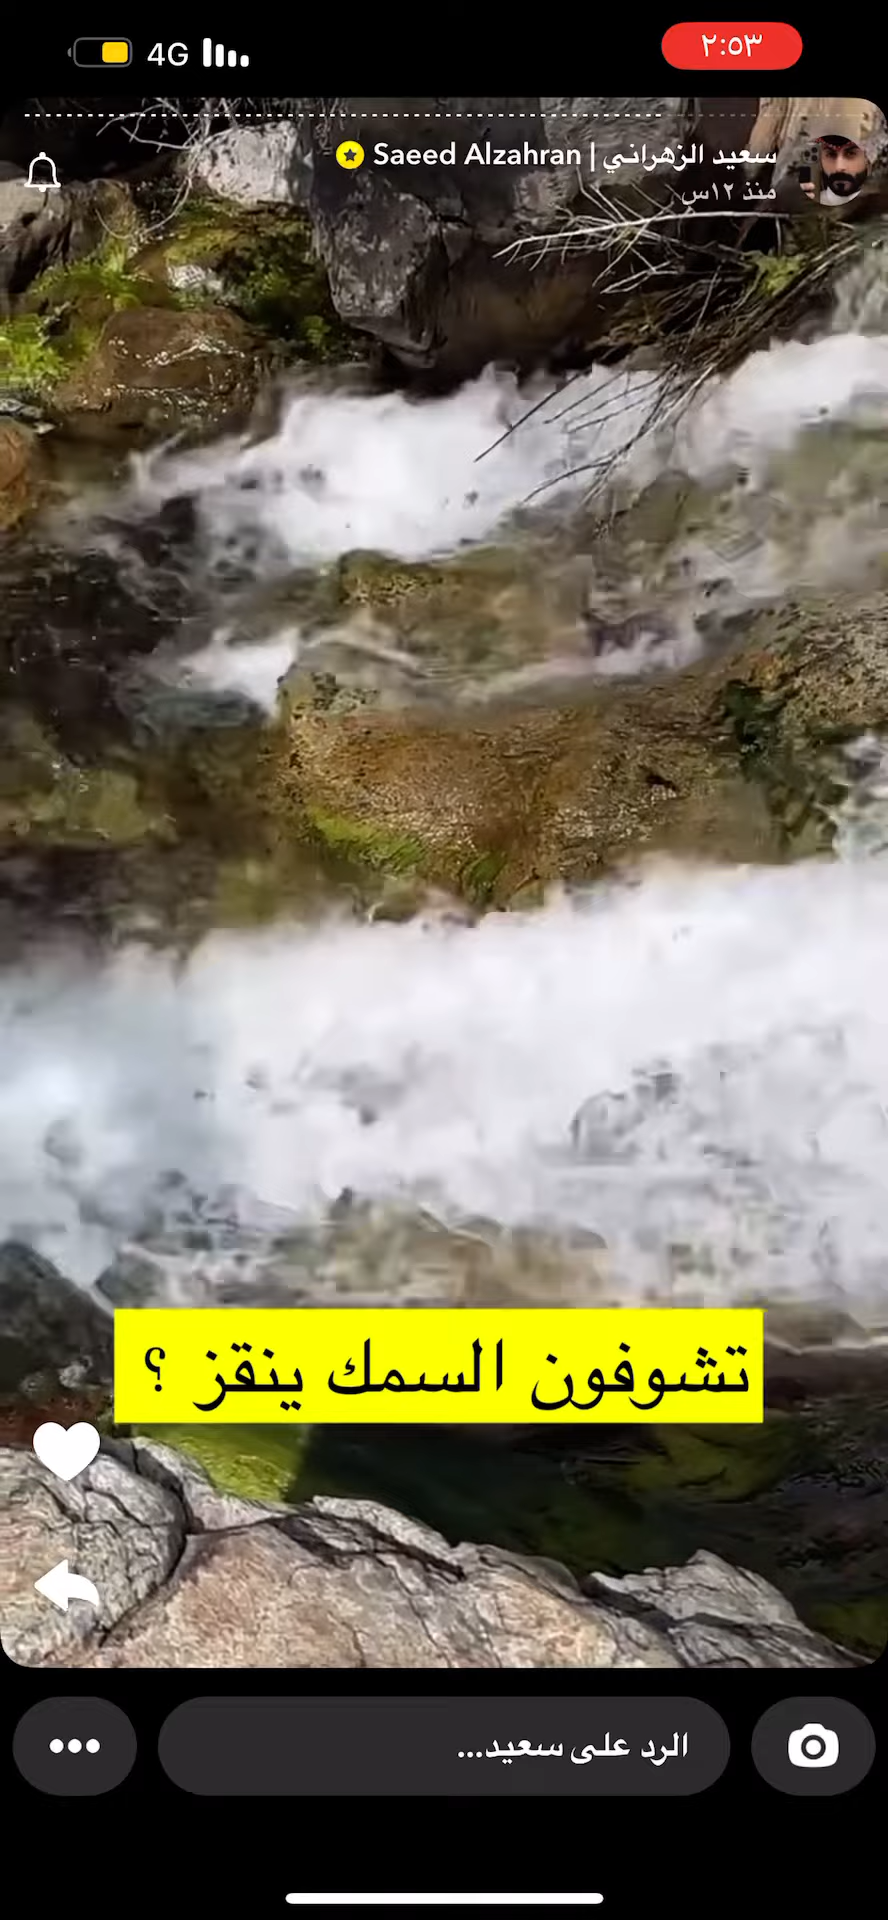 4G
٢:٥٣
سعيد الزهراني | Saeed Alzahran
منذ ١٢س
تشوفون السمك ينقز ؟
الرد على سعيد...